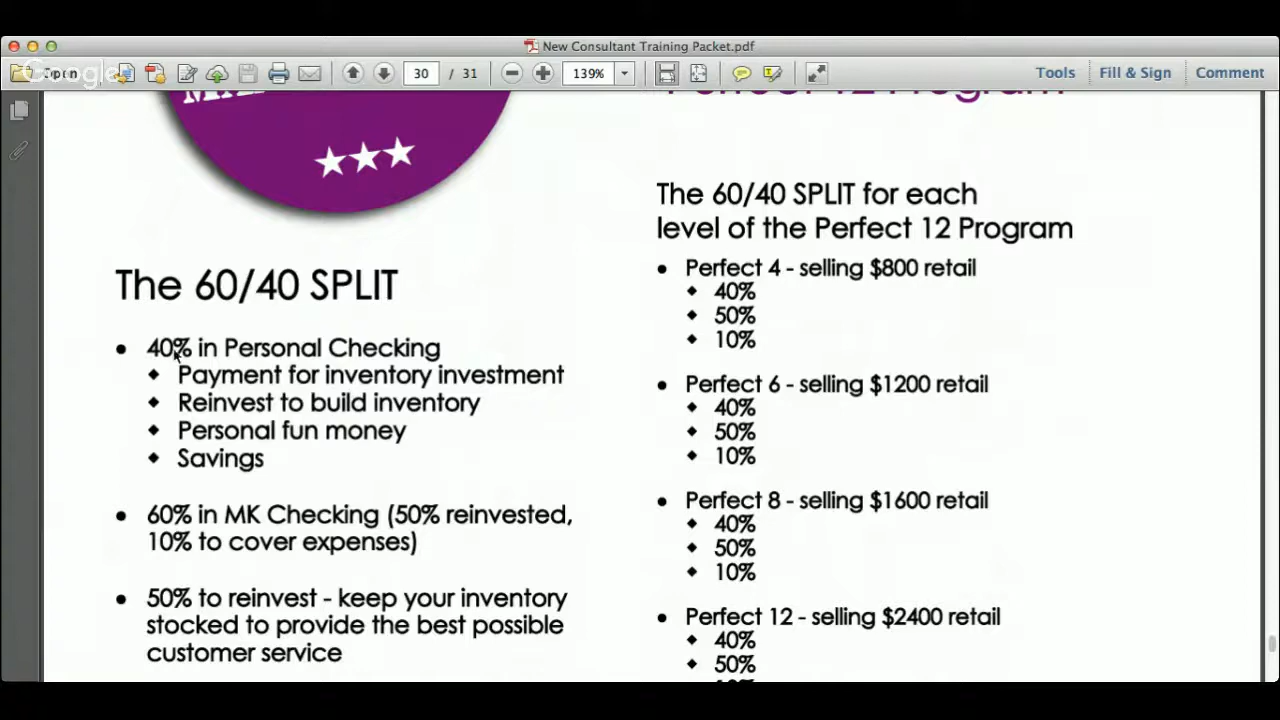 New Consultant Training Packet.pdf
Google
Open
30 / 31
139%
Tools
Fill & Sign
Comment
Perfect 12 Program
The 60/40 SPLIT
• 40% in Personal Checking
◆ Payment for inventory investment
◆ Reinvest to build inventory
◆ Personal fun money
◆ Savings
• 60% in MK Checking (50% reinvested,
10% to cover expenses)
• 50% to reinvest - keep your inventory
stocked to provide the best possible
customer service
The 60/40 SPLIT for each
level of the Perfect 12 Program
• Perfect 4 - selling $800 retail
◆ 40%
◆ 50%
◆ 10%
• Perfect 6 - selling $1200 retail
◆ 40%
◆ 50%
◆ 10%
• Perfect 8 - selling $1600 retail
◆ 40%
◆ 50%
◆ 10%
• Perfect 12 - selling $2400 retail
◆ 40%
◆ 50%